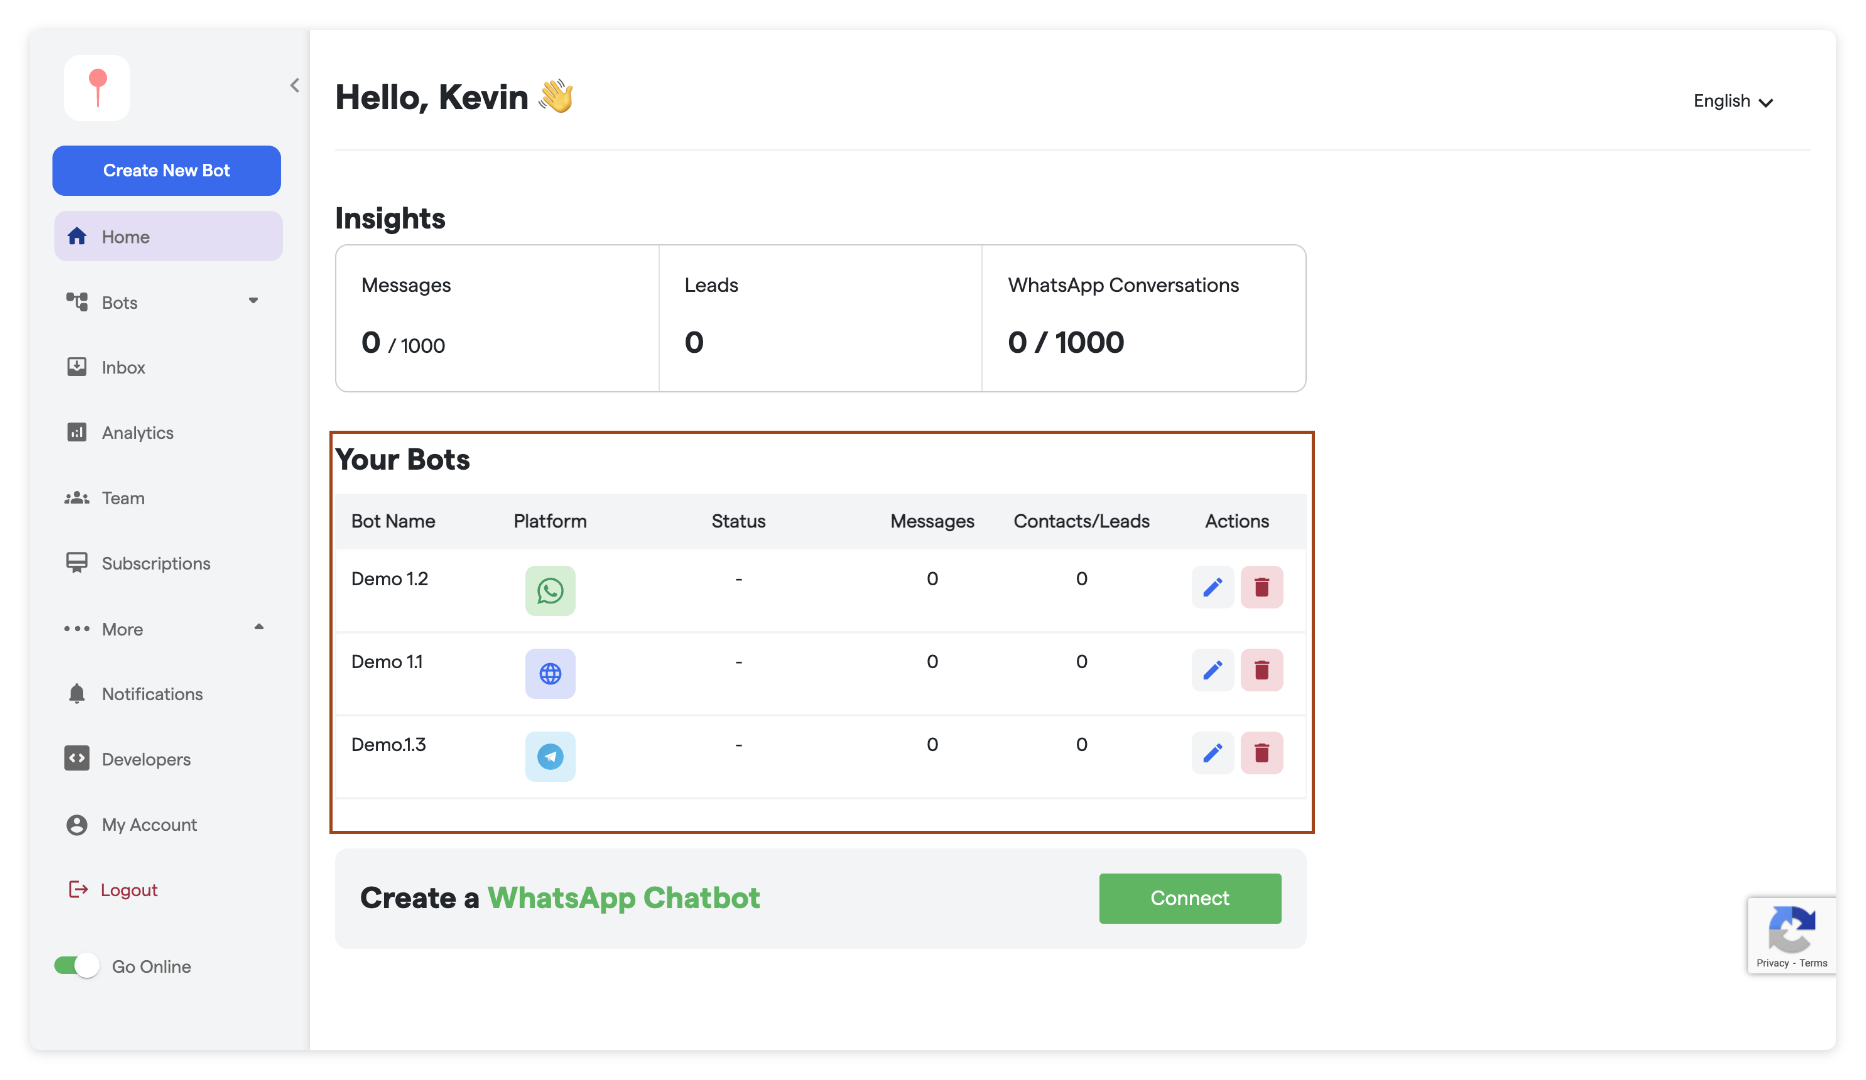 Hello, Kevin 👋
English
Create New Bot
Home
Bots
Inbox
Analytics
Team
Subscriptions
More
Notifications
Developers
My Account
Logout
Go Online
Insights
Messages
0 / 1000
Leads
0
WhatsApp Conversations
0 / 1000
Your Bots
Bot Name Platform Status Messages Contacts/Leads Actions
Demo 1.2 - 0 0
Demo 1.1 - 0 0
Demo.1.3 - 0 0
Create a WhatsApp Chatbot
Connect
Privacy - Terms